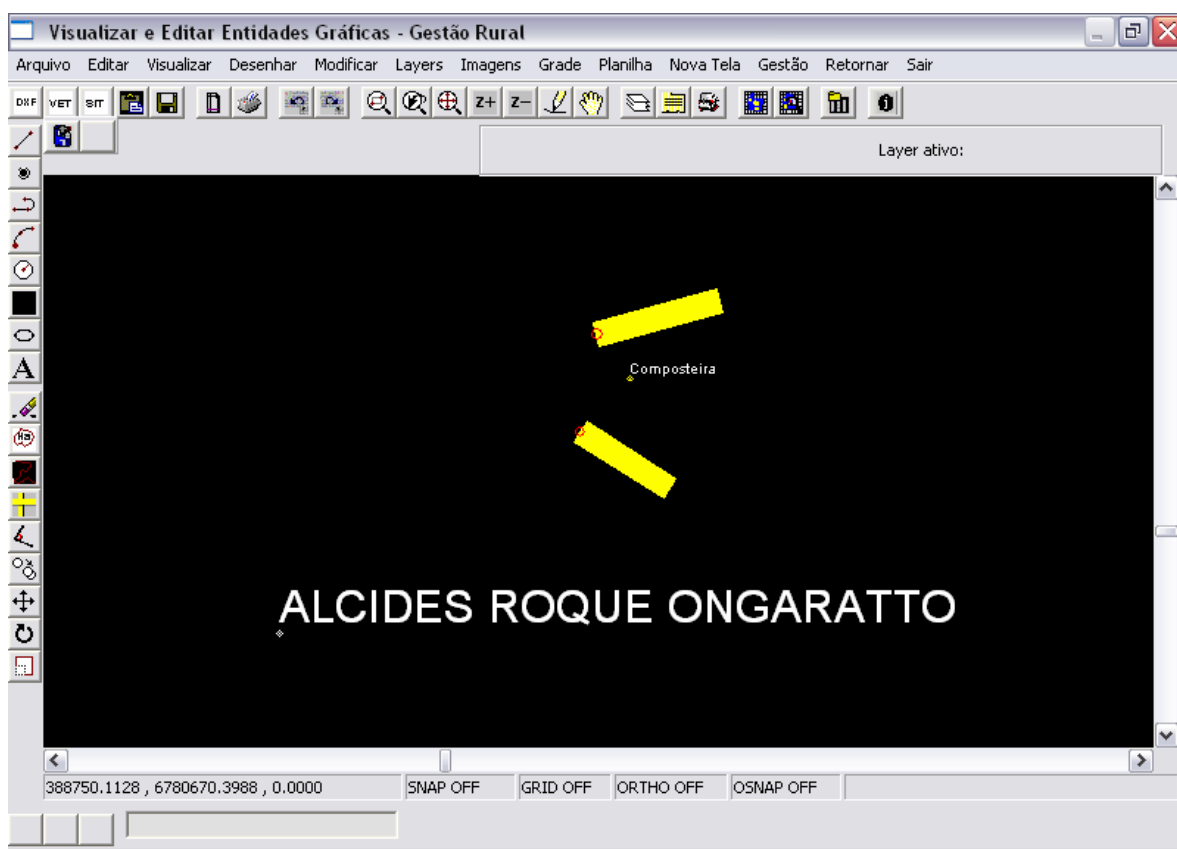 Visualizar e Editar Entidades Gráficas - Gestão Rural
Arquivo Editar Visualizar Desenhar Modificar Layers Imagens Grade Planilha Nova Tela Gestão Retornar Sair
DXF VET BIT Z+ Z-
Layer ativo:
A
Ha
Composteira
ALCIDES ROQUE ONGARATTO
388750.1128 , 6780670.3988 , 0.0000 SNAP OFF GRID OFF ORTHO OFF OSNAP OFF